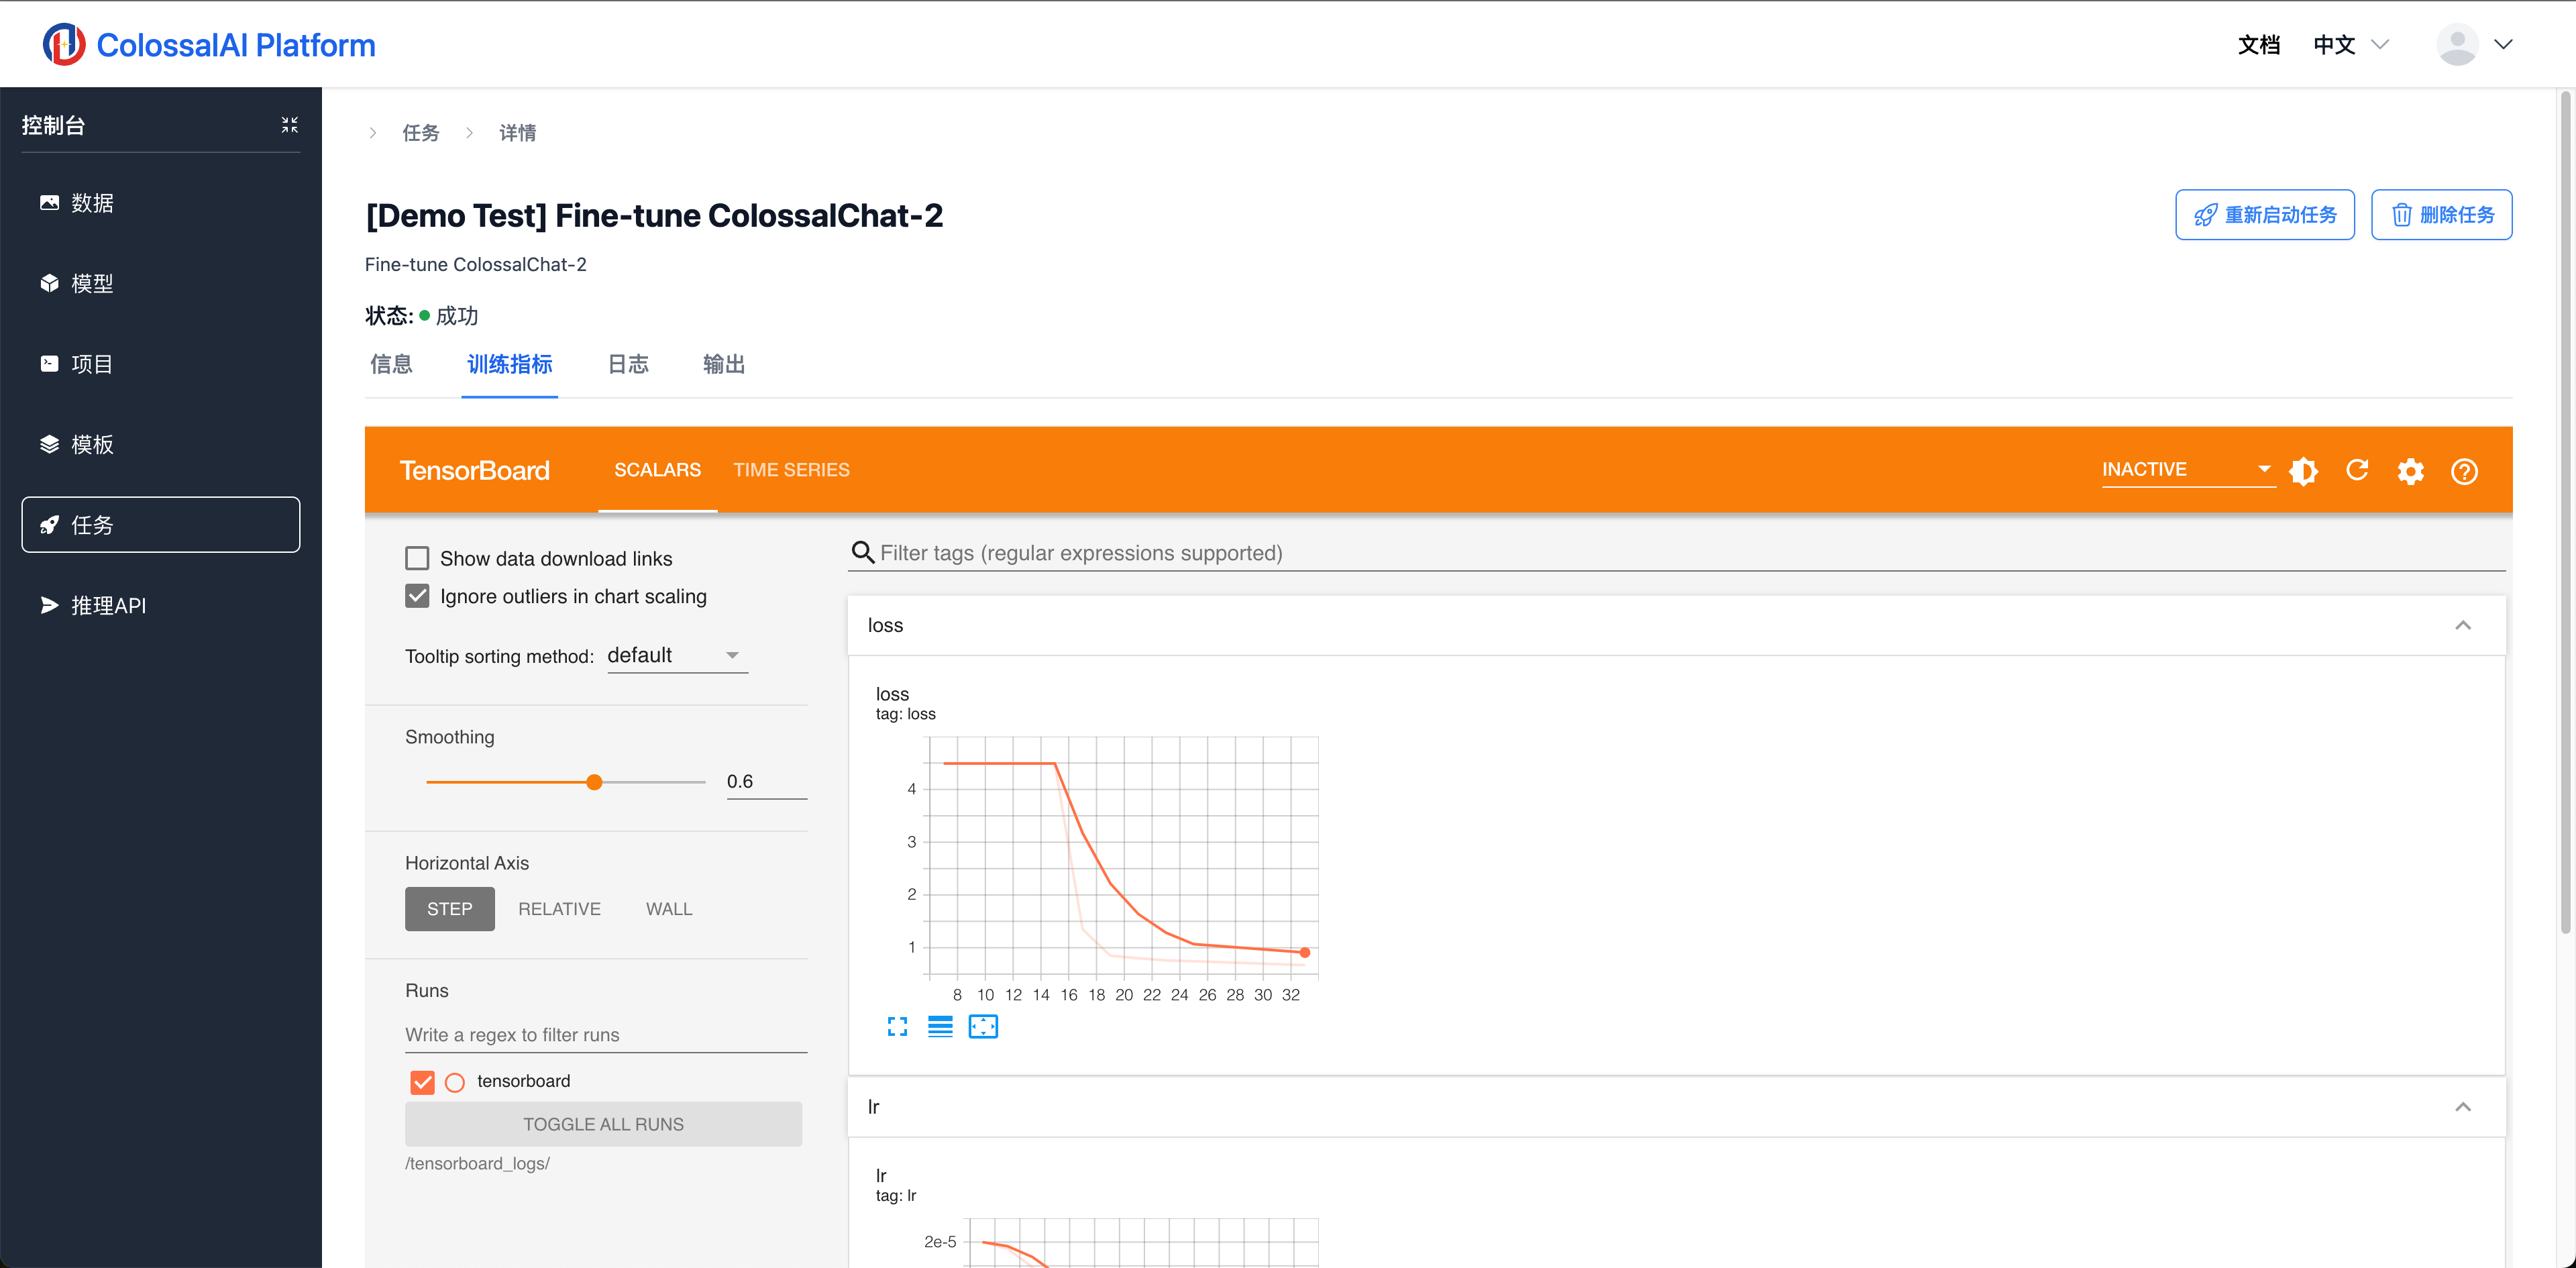 ColossalAI Platform
文档 中文
控制台
数据
模型
项目
模板
任务
推理API
任务 详情
[Demo Test] Fine-tune ColossalChat-2
重新启动任务 删除任务
Fine-tune ColossalChat-2
状态: 成功
信息 训练指标 日志 输出
TensorBoard SCALARS TIME SERIES INACTIVE
Show data download links
Ignore outliers in chart scaling
Tooltip sorting method: default
Smoothing
0.6
Horizontal Axis
STEP RELATIVE WALL
Runs
Write a regex to filter runs
tensorboard
TOGGLE ALL RUNS
/tensorboard_logs/
Filter tags (regular expressions supported)
loss
loss
tag: loss
4
3
2
1
8 10 12 14 16 18 20 22 24 26 28 30 32
lr
lr
tag: lr
2e-5